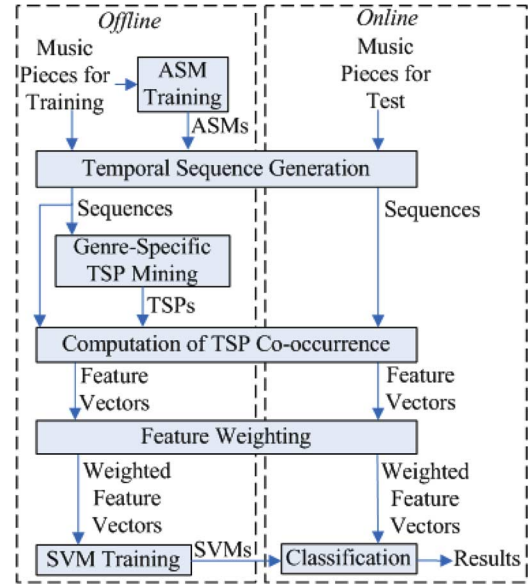 Offline
Online
Music
Pieces for
Training
ASM
Training
Music
Pieces for
Test
ASMs
Temporal Sequence Generation
Sequences
Sequences
Genre-Specific
TSP Mining
TSPs
Computation of TSP Co-occurrence
Feature
Vectors
Feature
Vectors
Feature Weighting
Weighted
Feature
Vectors
Weighted
Feature
Vectors
SVM Training
SVMs
Classification
Results